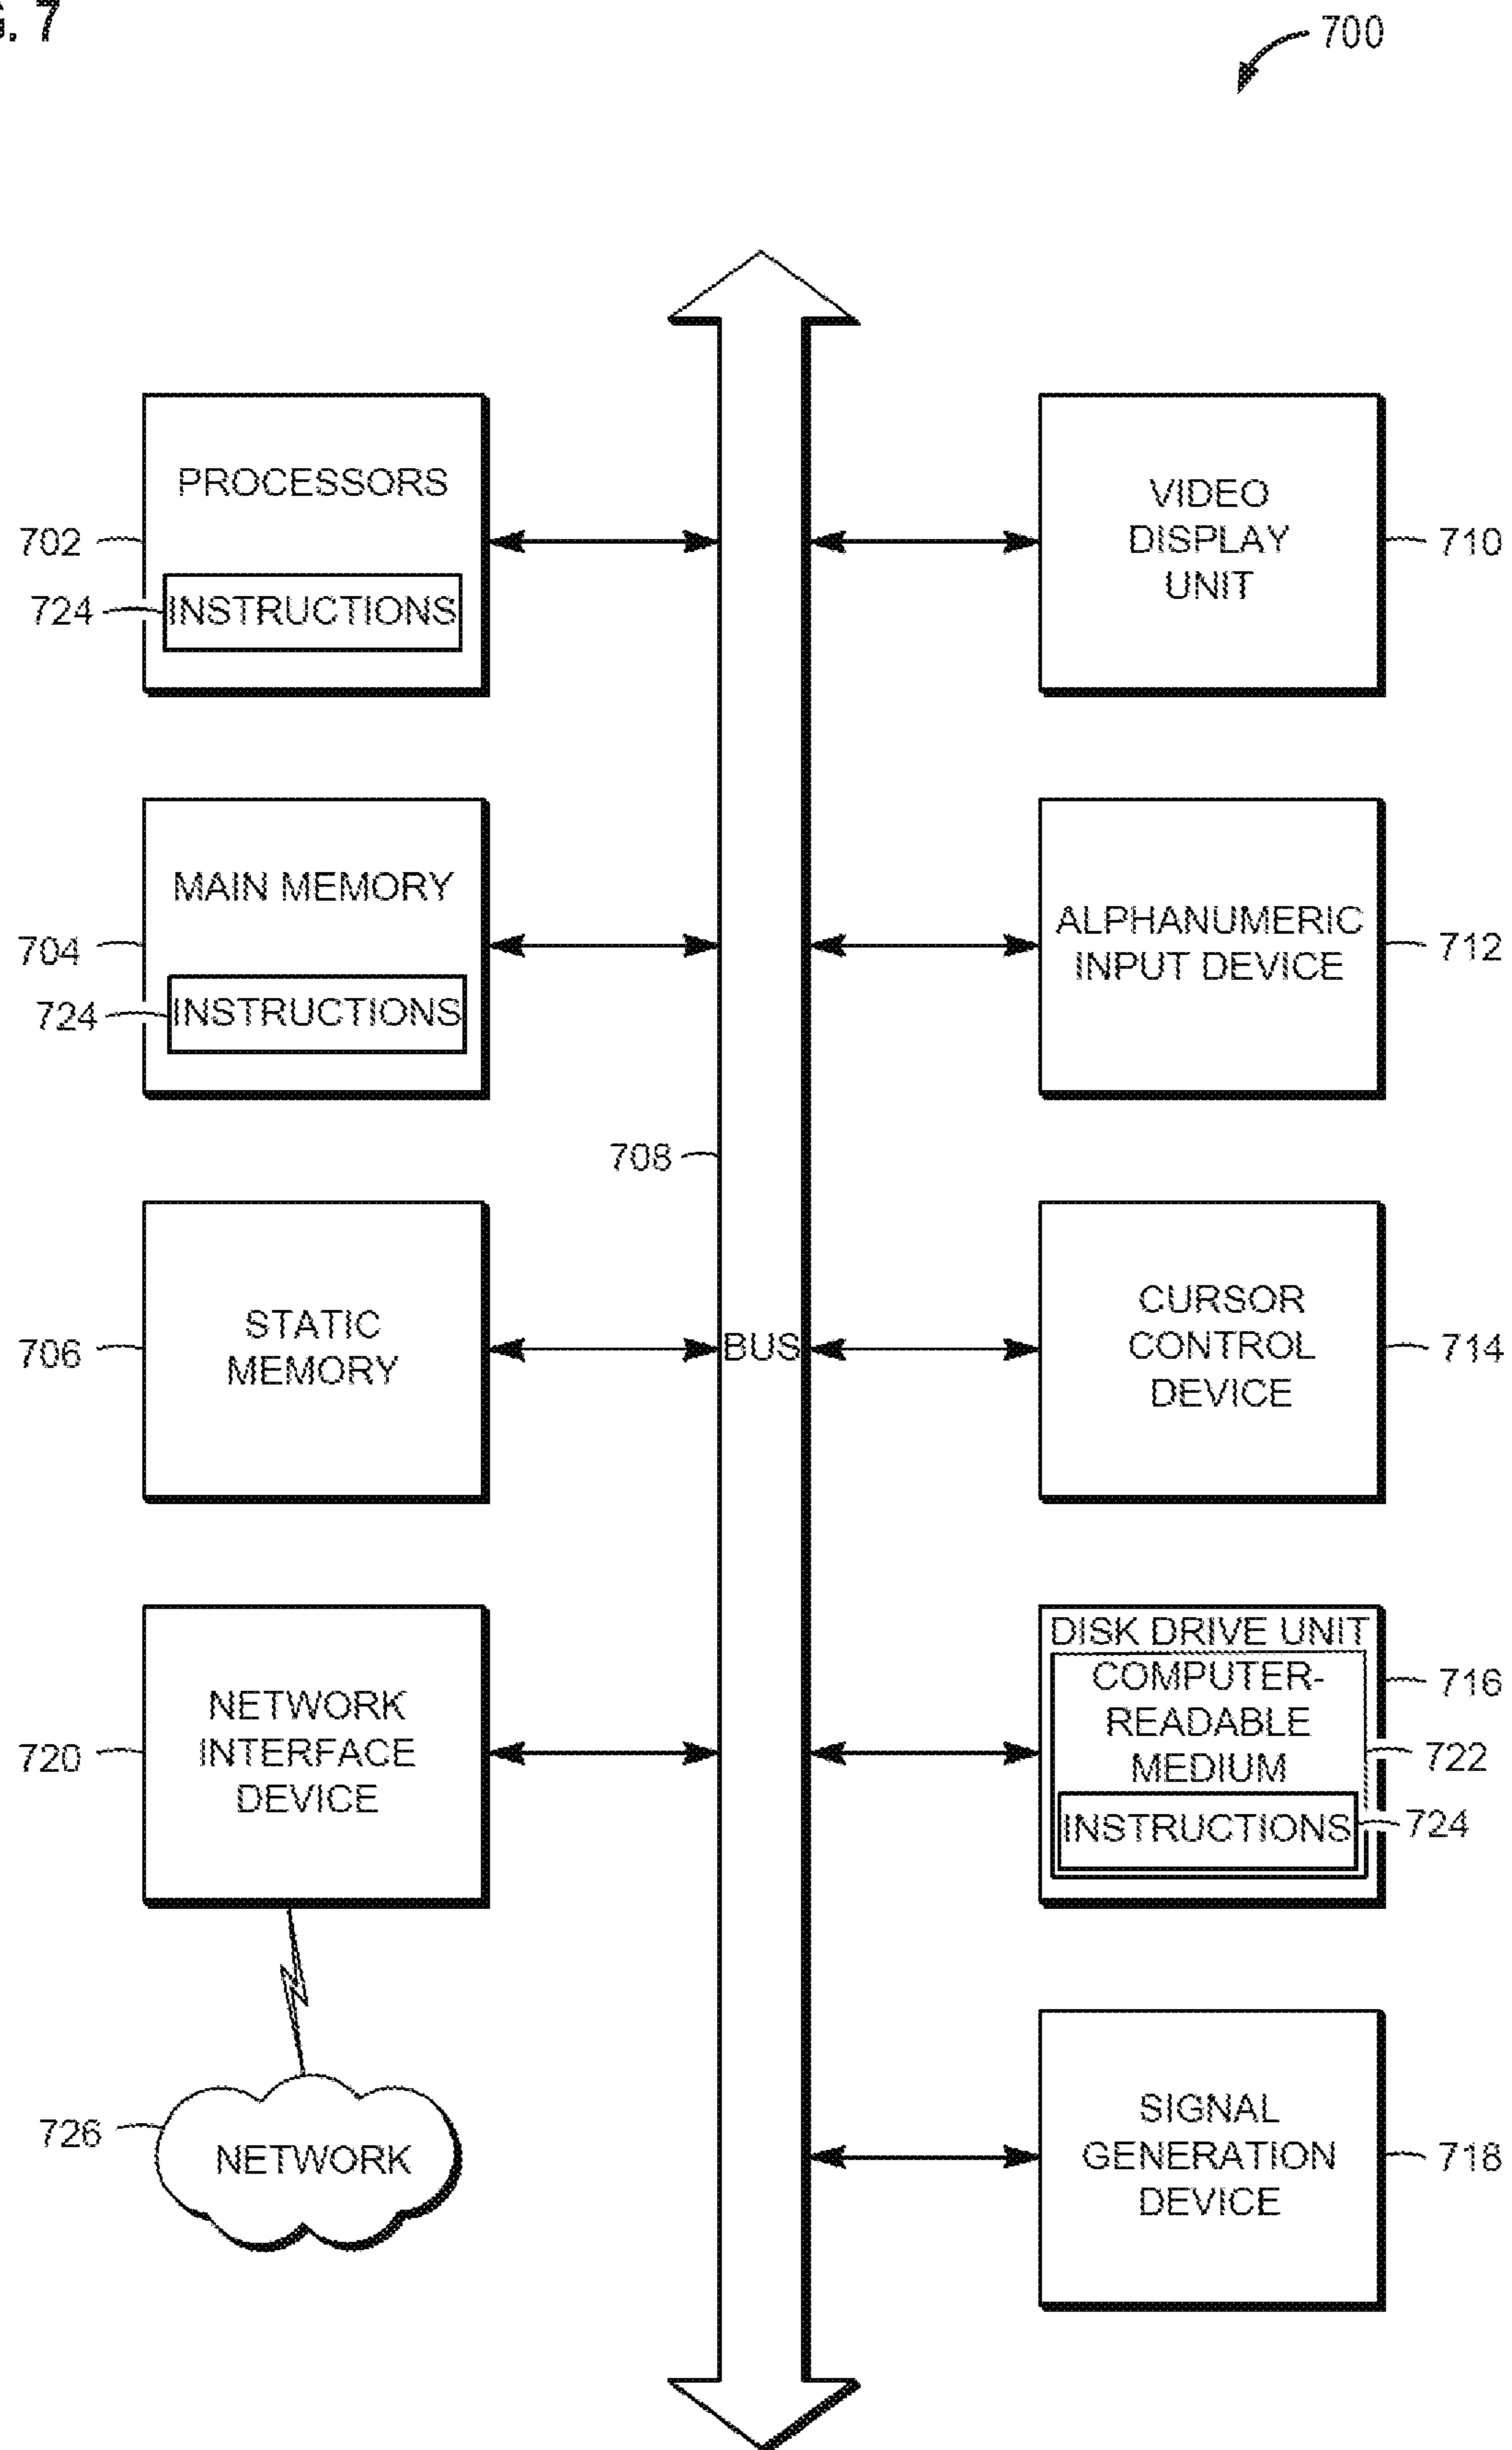 G. 7
700
PROCESSORS
702
724
INSTRUCTIONS
VIDEO
DISPLAY
UNIT
710
MAIN MEMORY
704
724
INSTRUCTIONS
ALPHANUMERIC
INPUT DEVICE
712
708
STATIC
MEMORY
706
BUS
CURSOR
CONTROL
DEVICE
714
NETWORK
INTERFACE
DEVICE
720
DISK DRIVE UNIT
COMPUTER-
READABLE
MEDIUM
716
722
INSTRUCTIONS
724
726
NETWORK
SIGNAL
GENERATION
DEVICE
718